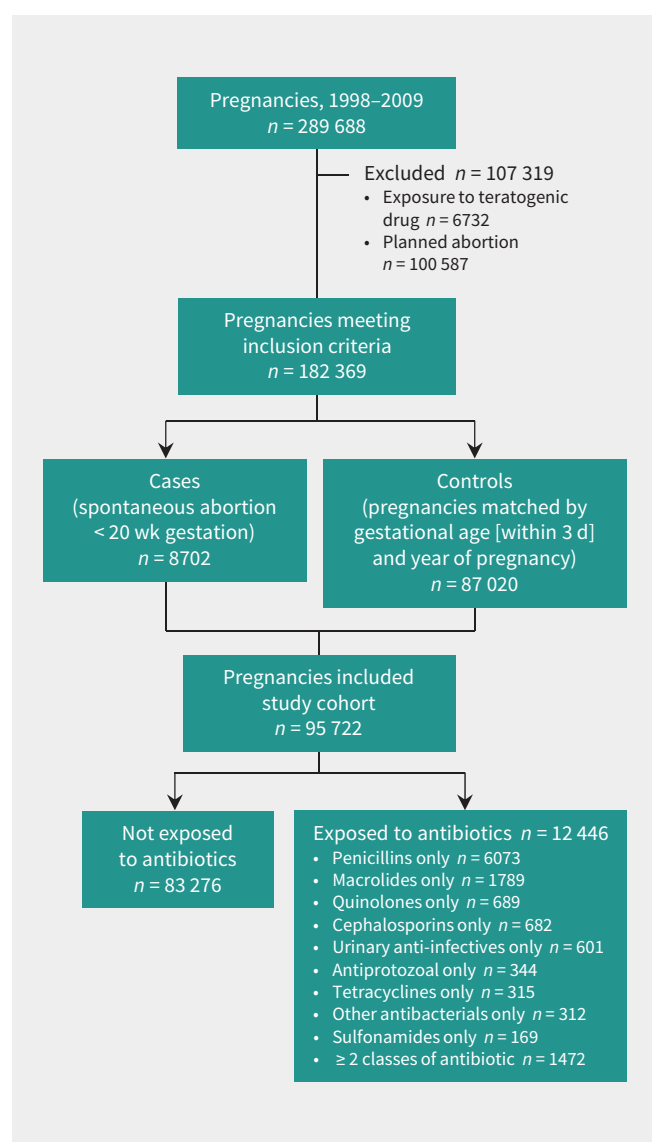 Pregnancies, 1998–2009
n = 289 688
Excluded n = 107 319
• Exposure to teratogenic
drug n = 6732
• Planned abortion
n = 100 587
Pregnancies meeting
inclusion criteria
n = 182 369
Cases
(spontaneous abortion
< 20 wk gestation)
n = 8702
Controls
(pregnancies matched by
gestational age [within 3 d]
and year of pregnancy)
n = 87 020
Pregnancies included
study cohort
n = 95 722
Not exposed
to antibiotics
n = 83 276
Exposed to antibiotics n = 12 446
• Penicillins only n = 6073
• Macrolides only n = 1789
• Quinolones only n = 689
• Cephalosporins only n = 682
• Urinary anti-infectives only n = 601
• Antiprotozoal only n = 344
• Tetracyclines only n = 315
• Other antibacterials only n = 312
• Sulfonamides only n = 169
• ≥ 2 classes of antibiotic n = 1472